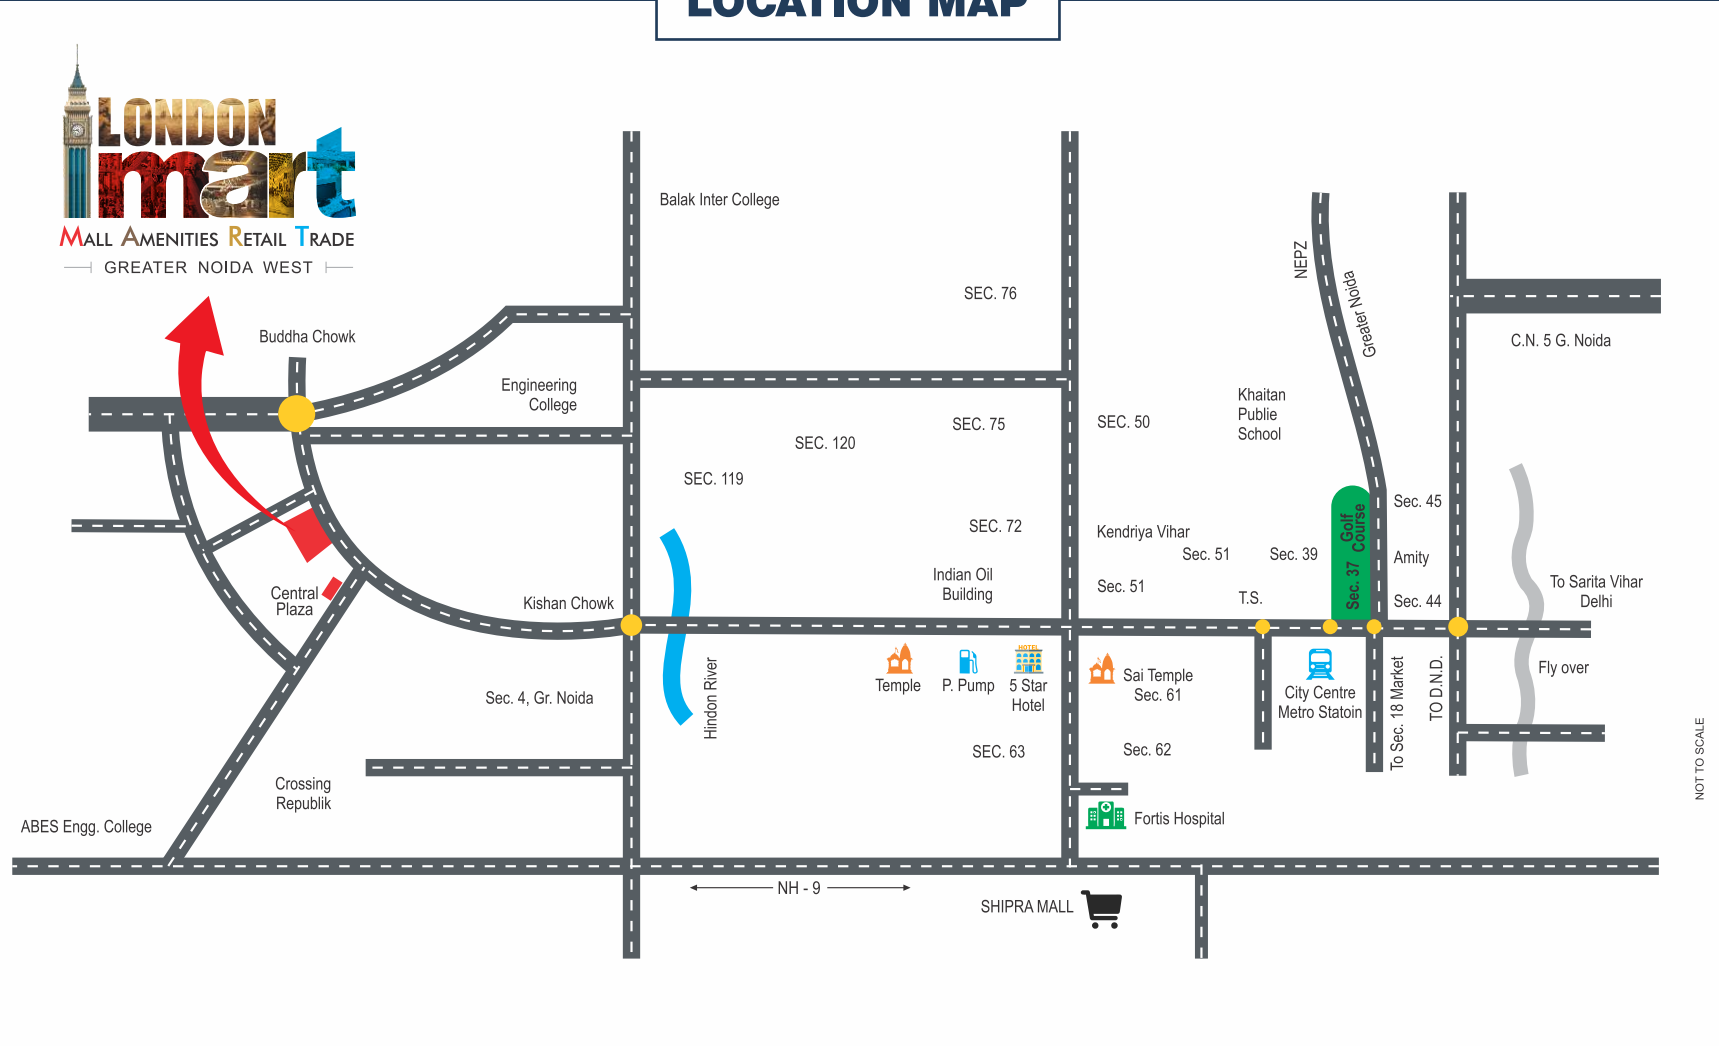 LOCATION MAP
LONDON
mart
MALL AMENITIES RETAIL TRADE
GREATER NOIDA WEST
Buddha Chowk
Engineering
College
Balak Inter College
SEC. 76
SEC. 75
SEC. 120
SEC. 119
SEC. 72
Indian Oil
Building
SEC. 50
Kendriya Vihar
Sec. 51
Sec. 39
Sec. 51
T.S.
Khaitan
Publie
School
NEPZ
Greater Noida
Sec. 37 Golf
Course
Sec. 45
Amity
Sec. 44
C.N. 5 G. Noida
To Sarita Vihar
Delhi
Fly over
Central
Plaza
Kishan Chowk
Sec. 4, Gr. Noida
Hindon River
HOTEL
Temple
P. Pump
5 Star
Hotel
Sai Temple
Sec. 61
City Centre
Metro Statoin
To Sec. 18 Market
TO D.N.D.
SEC. 63
Sec. 62
Crossing
Republik
ABES Engg. College
Fortis Hospital
NH - 9
SHIPRA MALL
NOT TO SCALE